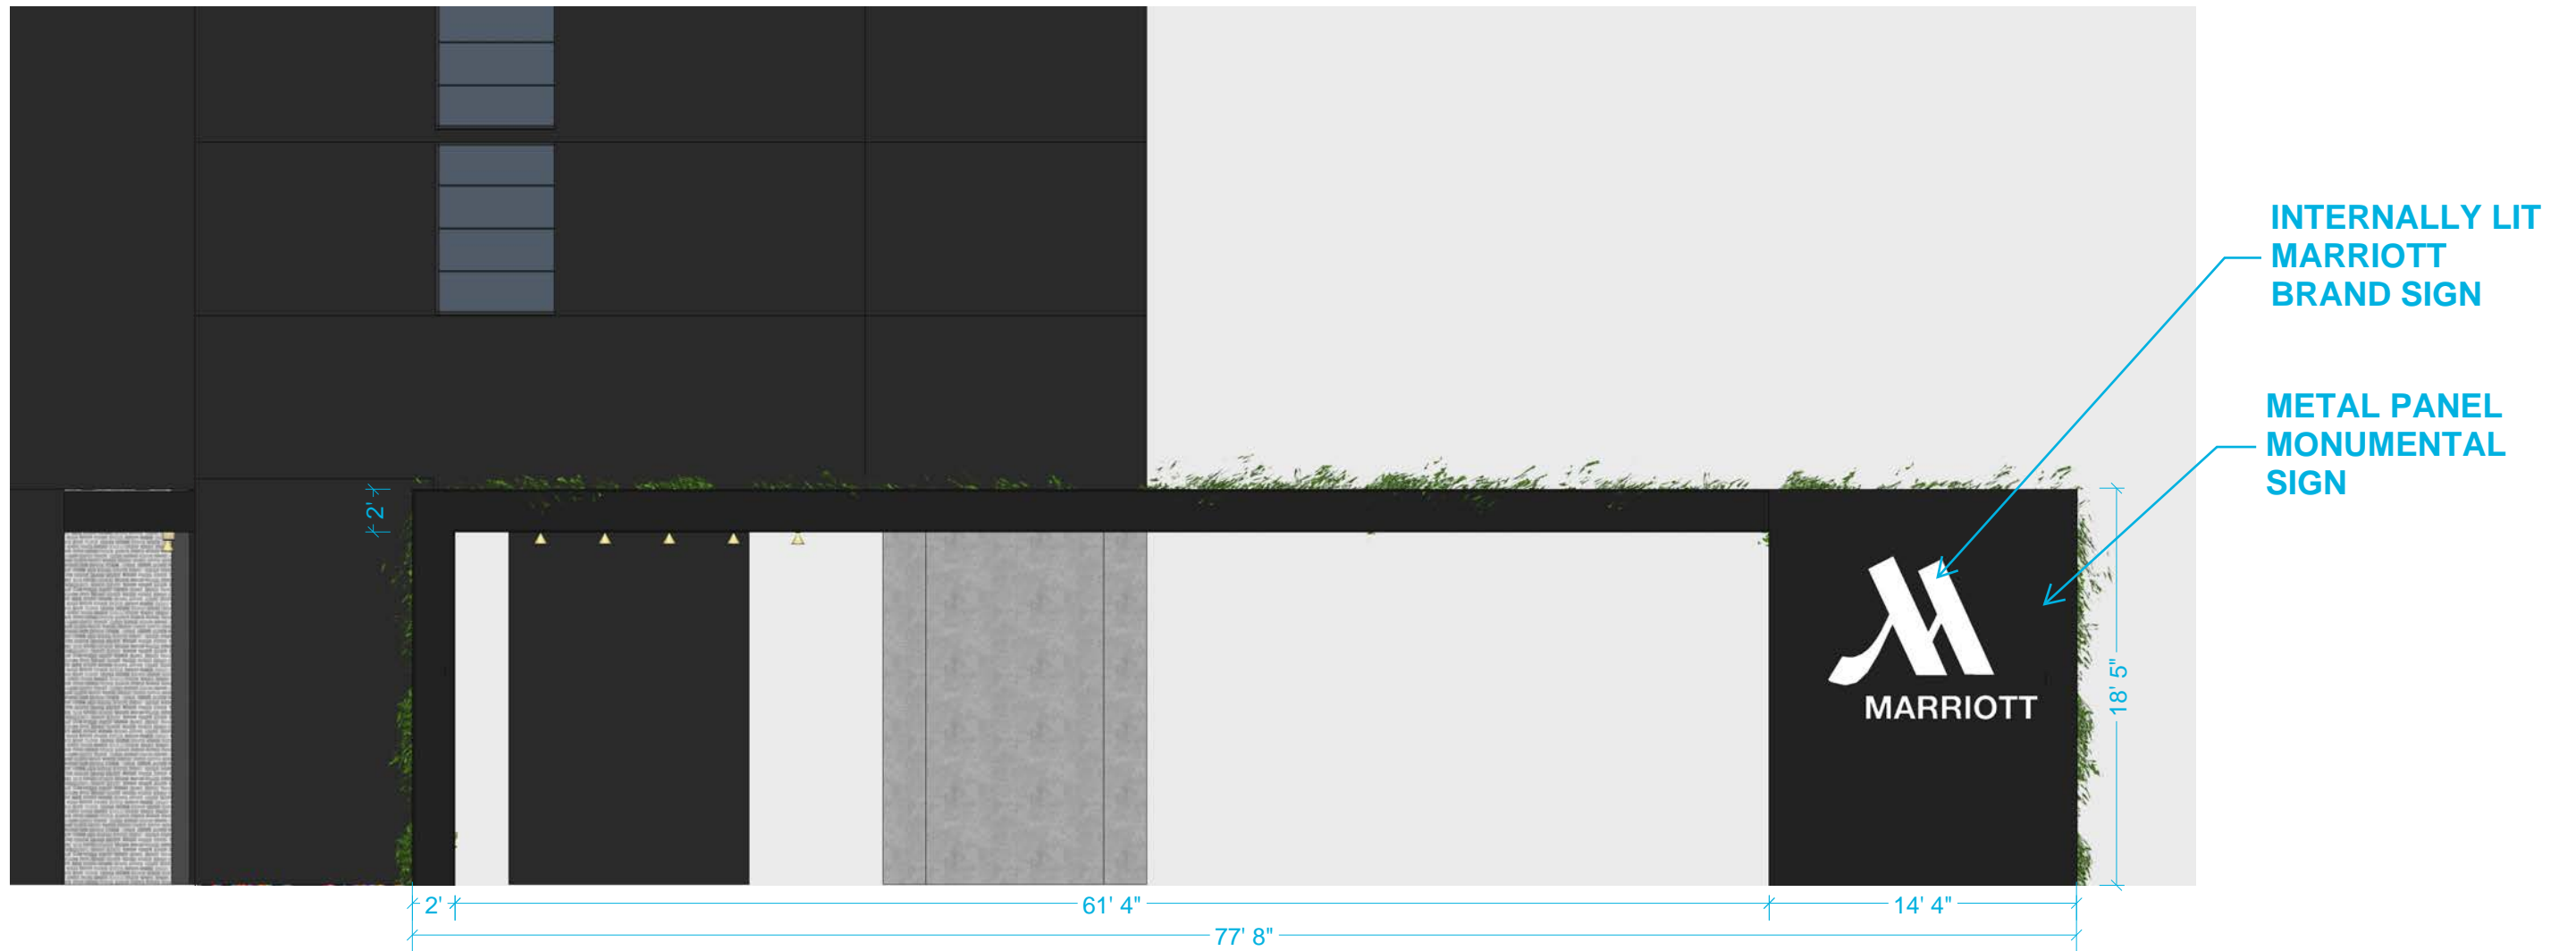 INTERNALLY LIT
MARRIOTT
BRAND SIGN
METAL PANEL
MONUMENTAL
SIGN
2'
MARRIOTT
18' 5"
2'
61' 4"
14' 4"
77' 8"